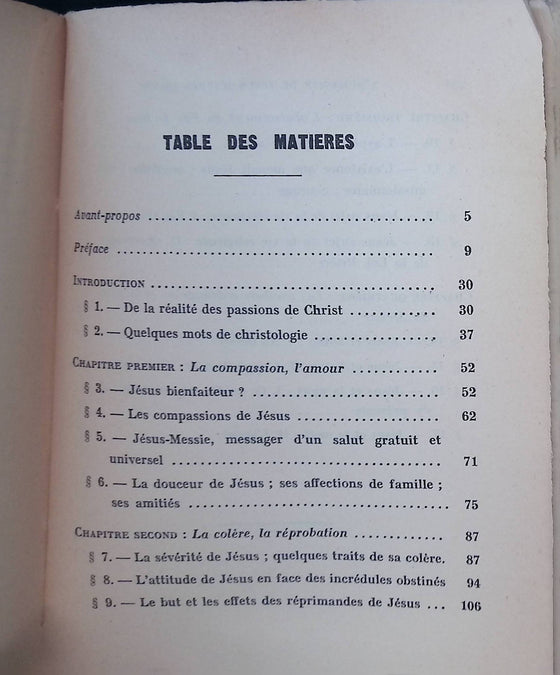 TABLE DES MATIERES
Avant-propos ........................................ 5
Préface ............................................. 9
INTRODUCTION ........................................ 30
§ 1. — De la réalité des passions de Christ ........... 30
§ 2. — Quelques mots de christologie ................ 37
CHAPITRE PREMIER : La compassion, l'amour ............ 52
§ 3. — Jésus bienfaiteur ? .......................... 52
§ 4. — Les compassions de Jésus .................... 62
§ 5. — Jésus-Messie, messager d'un salut gratuit et
universel ........................................ 71
§ 6. — La douceur de Jésus ; ses affections de famille ;
ses amitiés ...................................... 75
CHAPITRE SECOND : La colère, la réprobation ............. 87
§ 7. — La sévérité de Jésus ; quelques traits de sa colère. 87
§ 8. — L'attitude de Jésus en face des incrédules obstinés 94
§ 9. — Le but et les effets des réprimandes de Jésus ... 106